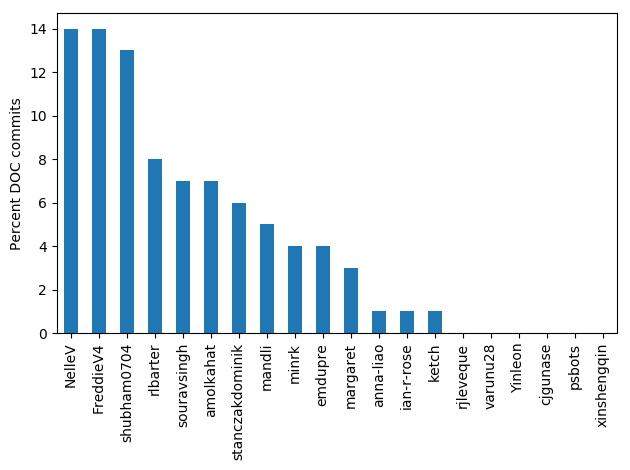 Percent DOC commits
14
12
10
8
6
4
2
0
NelleV
FreddieV4
shubham0704
rlbarter
souravsingh
amolkahat
stanczakdominik
mandli
minrk
emdupre
margaret
anna-liao
ian-r-rose
ketch
rjleveque
varunu28
Yinleon
cjgunase
psbots
xinshengqin